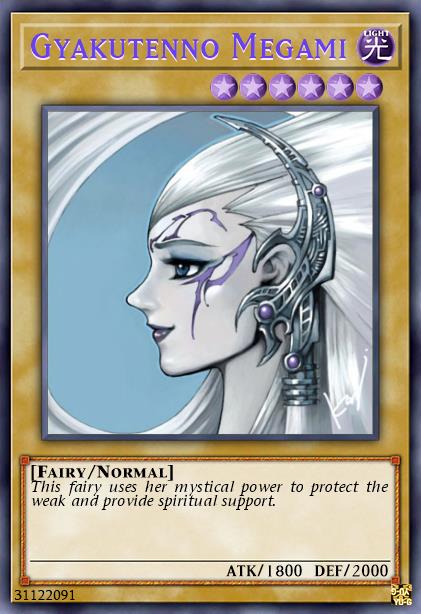 GYAKUTENNO MEGAMI
LIGHT
光
[FAIRY/NORMAL]
This fairy uses her mystical power to protect the
weak and provide spiritual support.
ATK/1800 DEF/2000
31122091